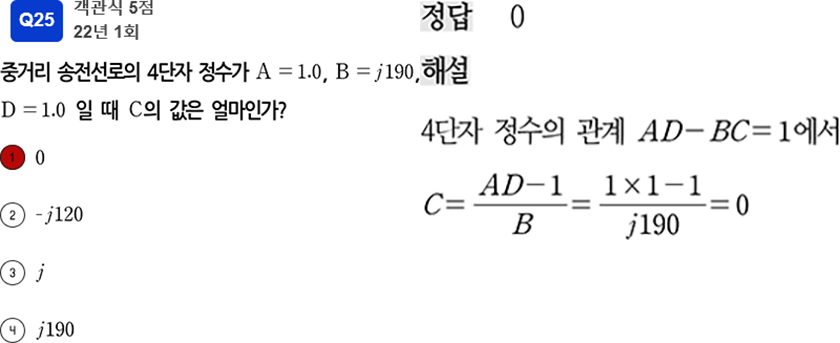 Q25
객관식 5점
22년 1회
중거리 송전선로의 4단자 정수가 A = 1.0, B = j190,
D = 1.0 일 때 C의 값은 얼마인가?
1 0
2 -j120
3 j
4 j190
정답 0
해설
4단자 정수의 관계 AD - BC = 1에서
C = \frac{AD-1}{B} = \frac{1×1-1}{j190} = 0